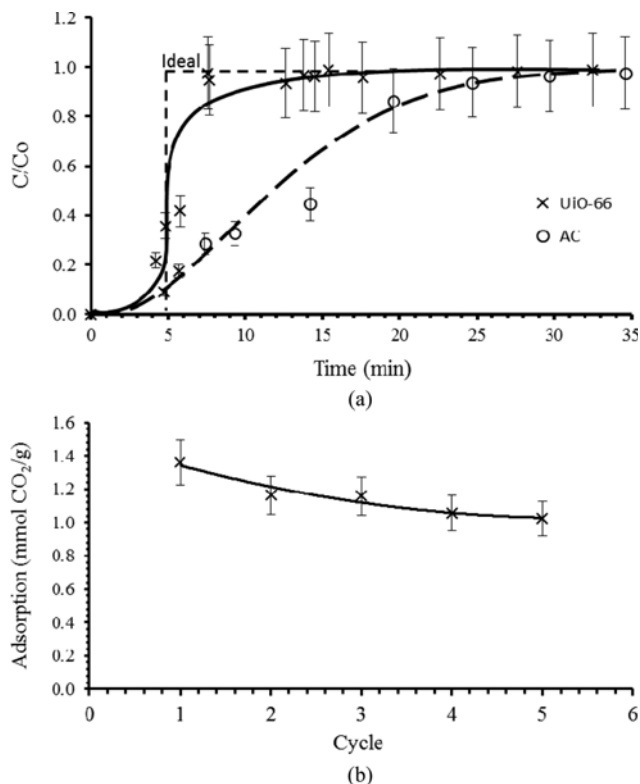 1.2
1.0
0.8
0.6
0.4
0.2
0.0
C/Co
Ideal
UiO-66
AC
0 5 10 15 20 25 30 35
Time (min)
(a)
1.6
1.4
1.2
1.0
0.8
0.6
0.4
0.2
0.0
Adsorption (mmol CO₂/g)
0 1 2 3 4 5 6
Cycle
(b)